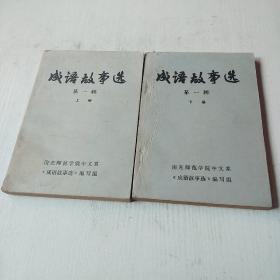 成语故事选
第一辑
上册
南充师范学院中文系
《成语故事选》编写组
成语故事选
第一辑
下册
南充师范学院中文系
《成语故事选》编写组